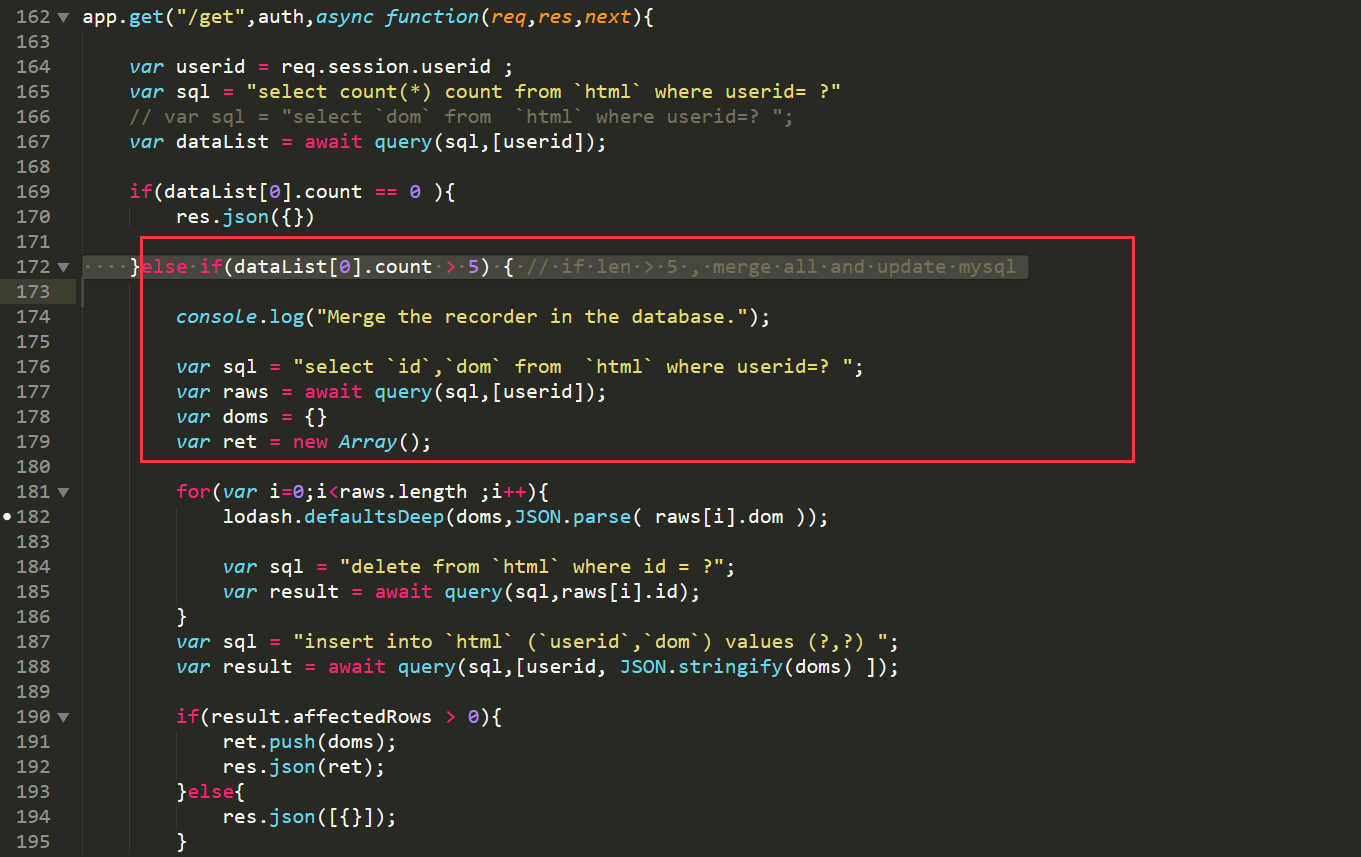 162 app.get("/get",auth,async function(req,res,next){
163
164     var userid = req.session.userid ;
165     var sql = "select count(*) count from `html` where userid= ?"
166     // var sql = "select `dom` from  `html` where userid=? ";
167     var dataList = await query(sql,[userid]);
168
169     if(dataList[0].count == 0 ){
170         res.json({})
171
172     }else if(dataList[0].count > 5) { // if len > 5 , merge all and update mysql
173
174         console.log("Merge the recorder in the database.");
175
176         var sql = "select `id`,`dom` from  `html` where userid=? ";
177         var raws = await query(sql,[userid]);
178         var doms = {}
179         var ret = new Array();
180
181         for(var i=0;i<raws.length ;i++){
182             lodash.defaultsDeep(doms,JSON.parse( raws[i].dom ));
183
184             var sql = "delete from `html` where id = ?";
185             var result = await query(sql,raws[i].id);
186         }
187         var sql = "insert into `html` (`userid`,`dom`) values (?,?) ";
188         var result = await query(sql,[userid, JSON.stringify(doms) ]);
189
190         if(result.affectedRows > 0){
191             ret.push(doms);
192             res.json(ret);
193         }else{
194             res.json([{}]);
195         }